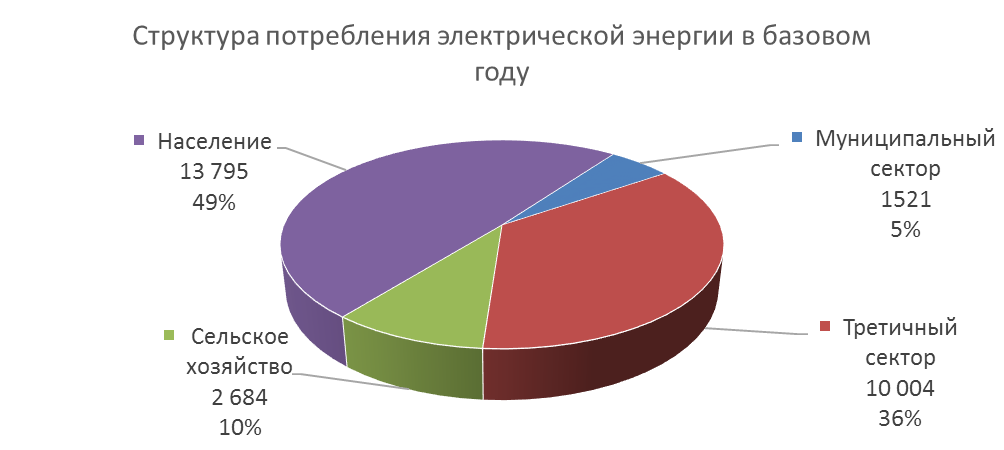 Структура потребления электрической энергии в базовом
году
Население
13 795
49%
Муниципальный
сектор
1521
5%
Сельское
хозяйство
2 684
10%
Третичный
сектор
10 004
36%